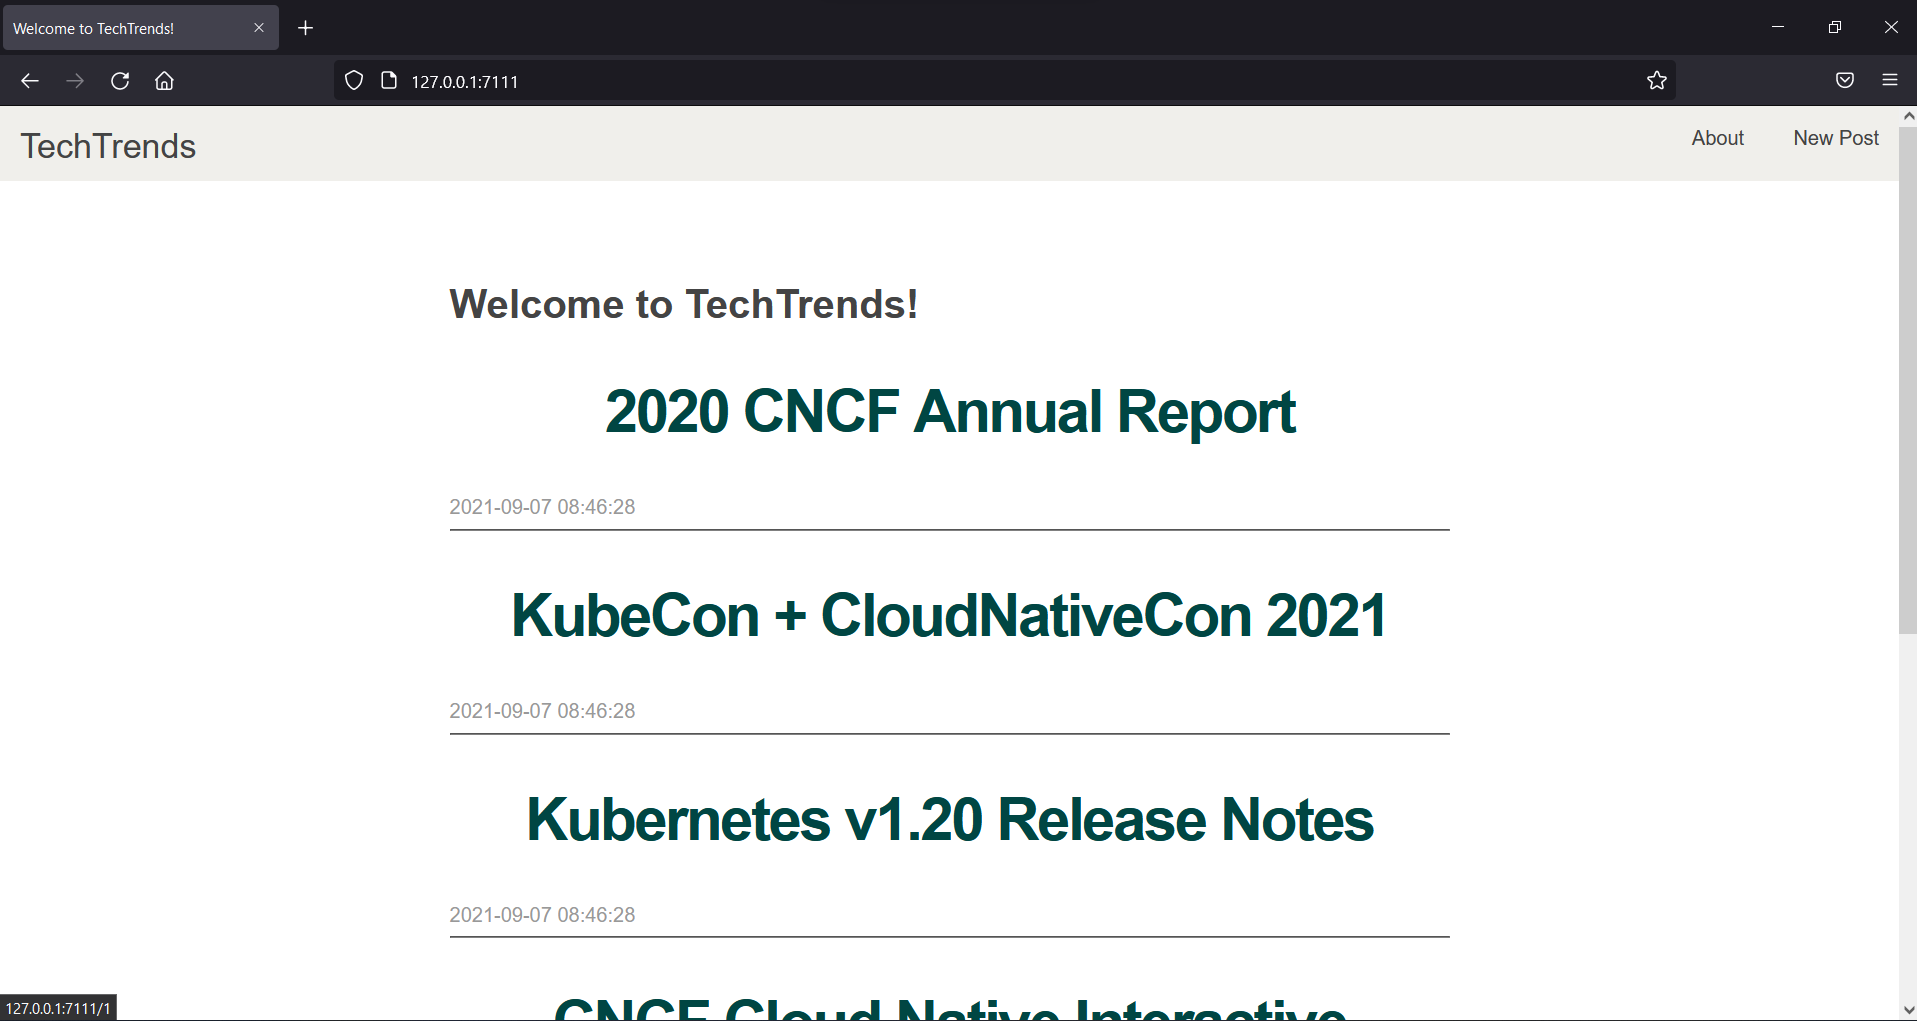 Welcome to TechTrends!
127.0.0.1:7111
TechTrends
About
New Post
Welcome to TechTrends!
2020 CNCF Annual Report
2021-09-07 08:46:28
KubeCon + CloudNativeCon 2021
2021-09-07 08:46:28
Kubernetes v1.20 Release Notes
2021-09-07 08:46:28
CNCF Cloud Native Interactive
127.0.0.1:7111/1